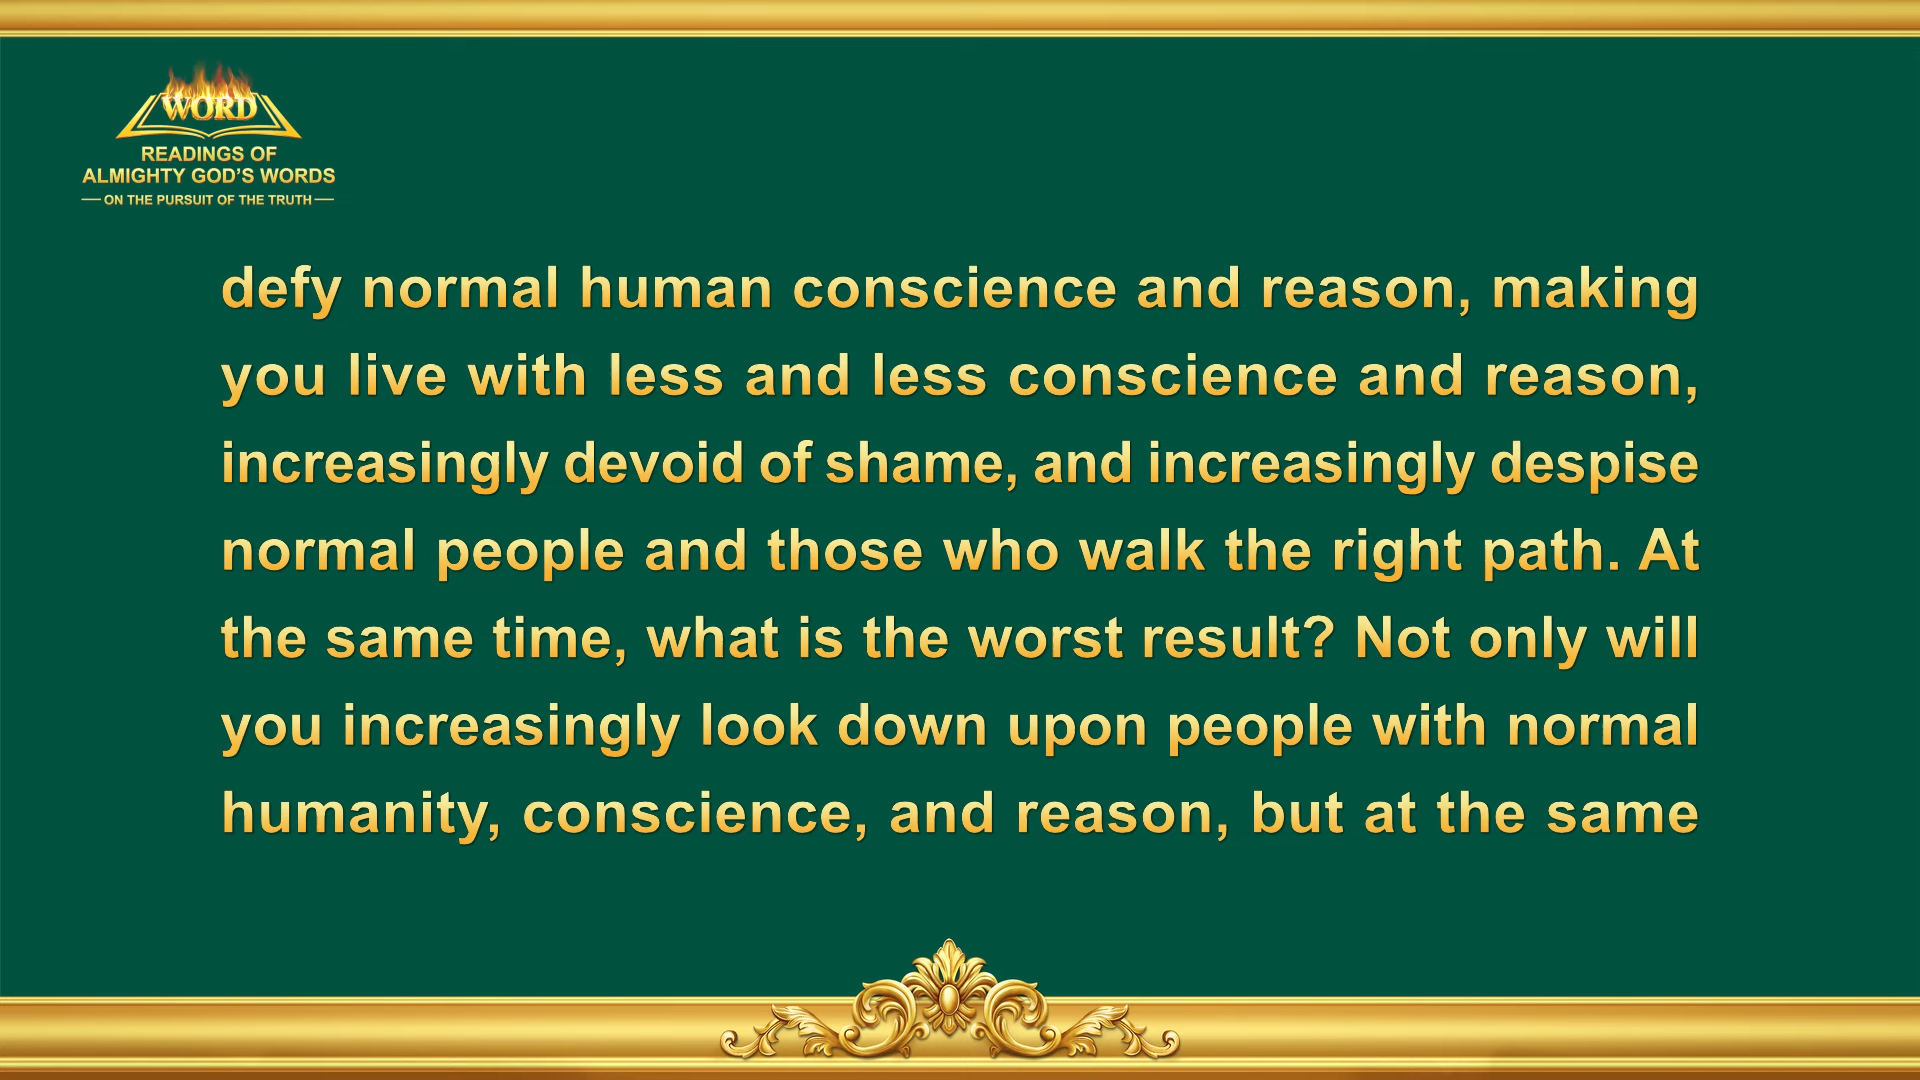 WORD
READINGS OF
ALMIGHTY GOD'S WORDS
— ON THE PURSUIT OF THE TRUTH —
defy normal human conscience and reason, making
you live with less and less conscience and reason,
increasingly devoid of shame, and increasingly despise
normal people and those who walk the right path. At
the same time, what is the worst result? Not only will
you increasingly look down upon people with normal
humanity, conscience, and reason, but at the same